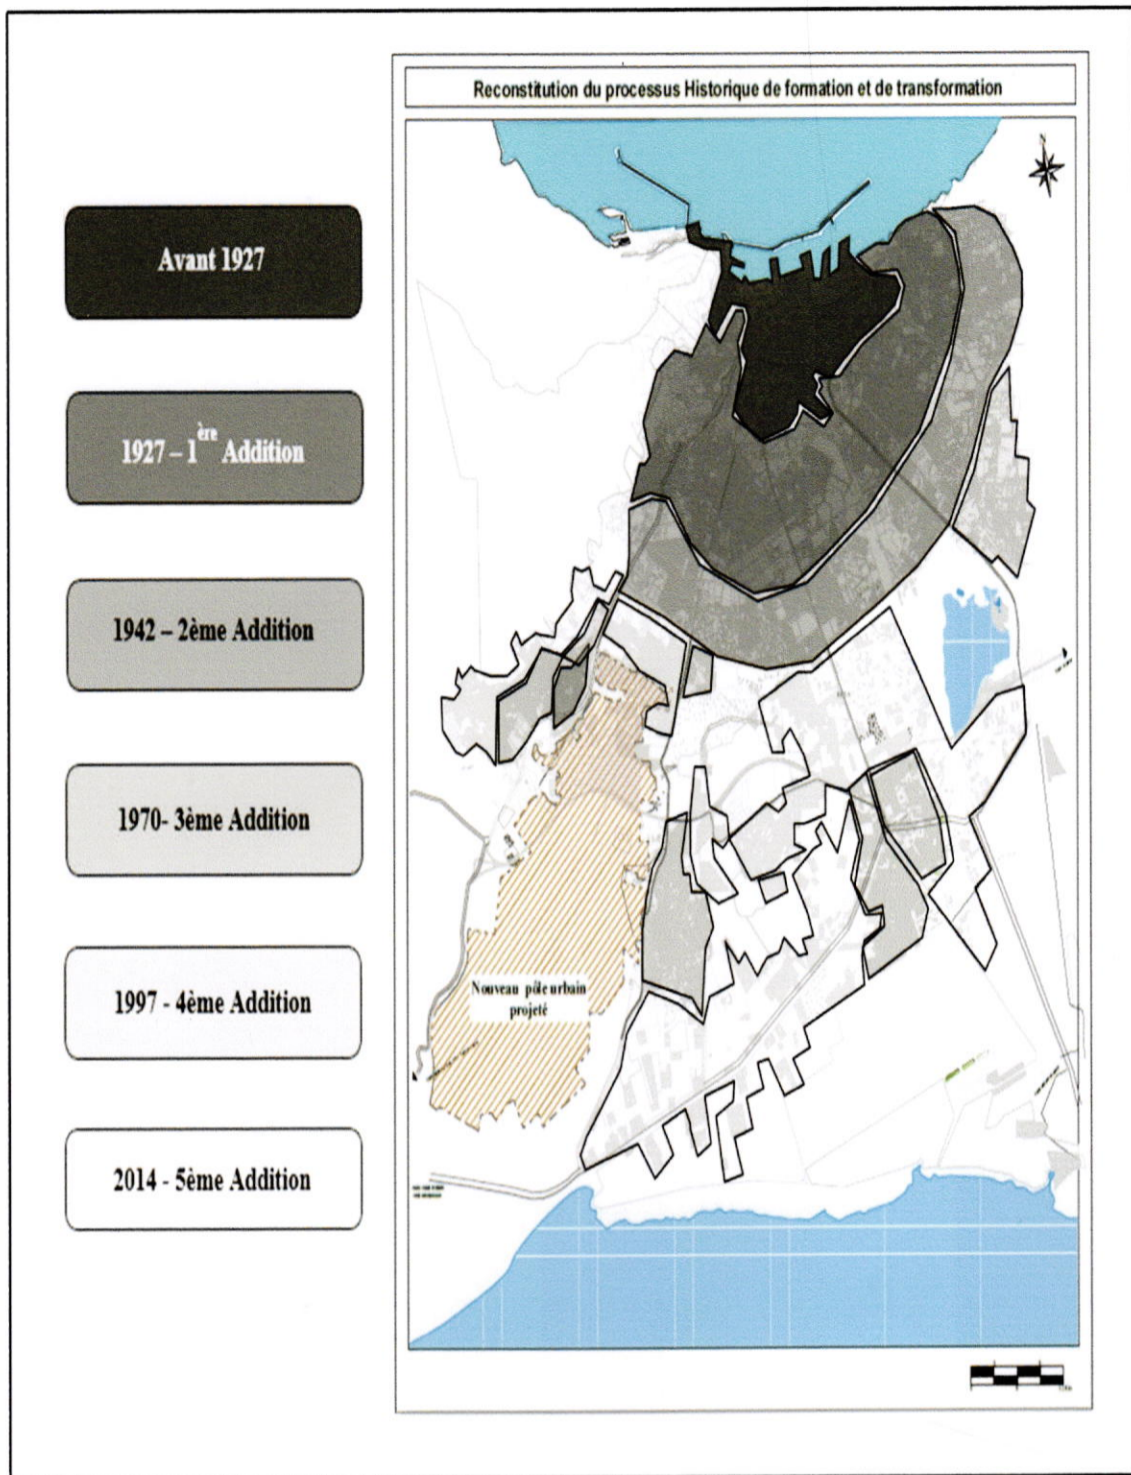 Reconstitution du processus Historique de formation et de transformation
N
Avant 1927
1927 – 1ère Addition
1942 – 2ème Addition
1970- 3ème Addition
1997 - 4ème Addition
2014 - 5ème Addition
Nouveau pôle urbain
projeté